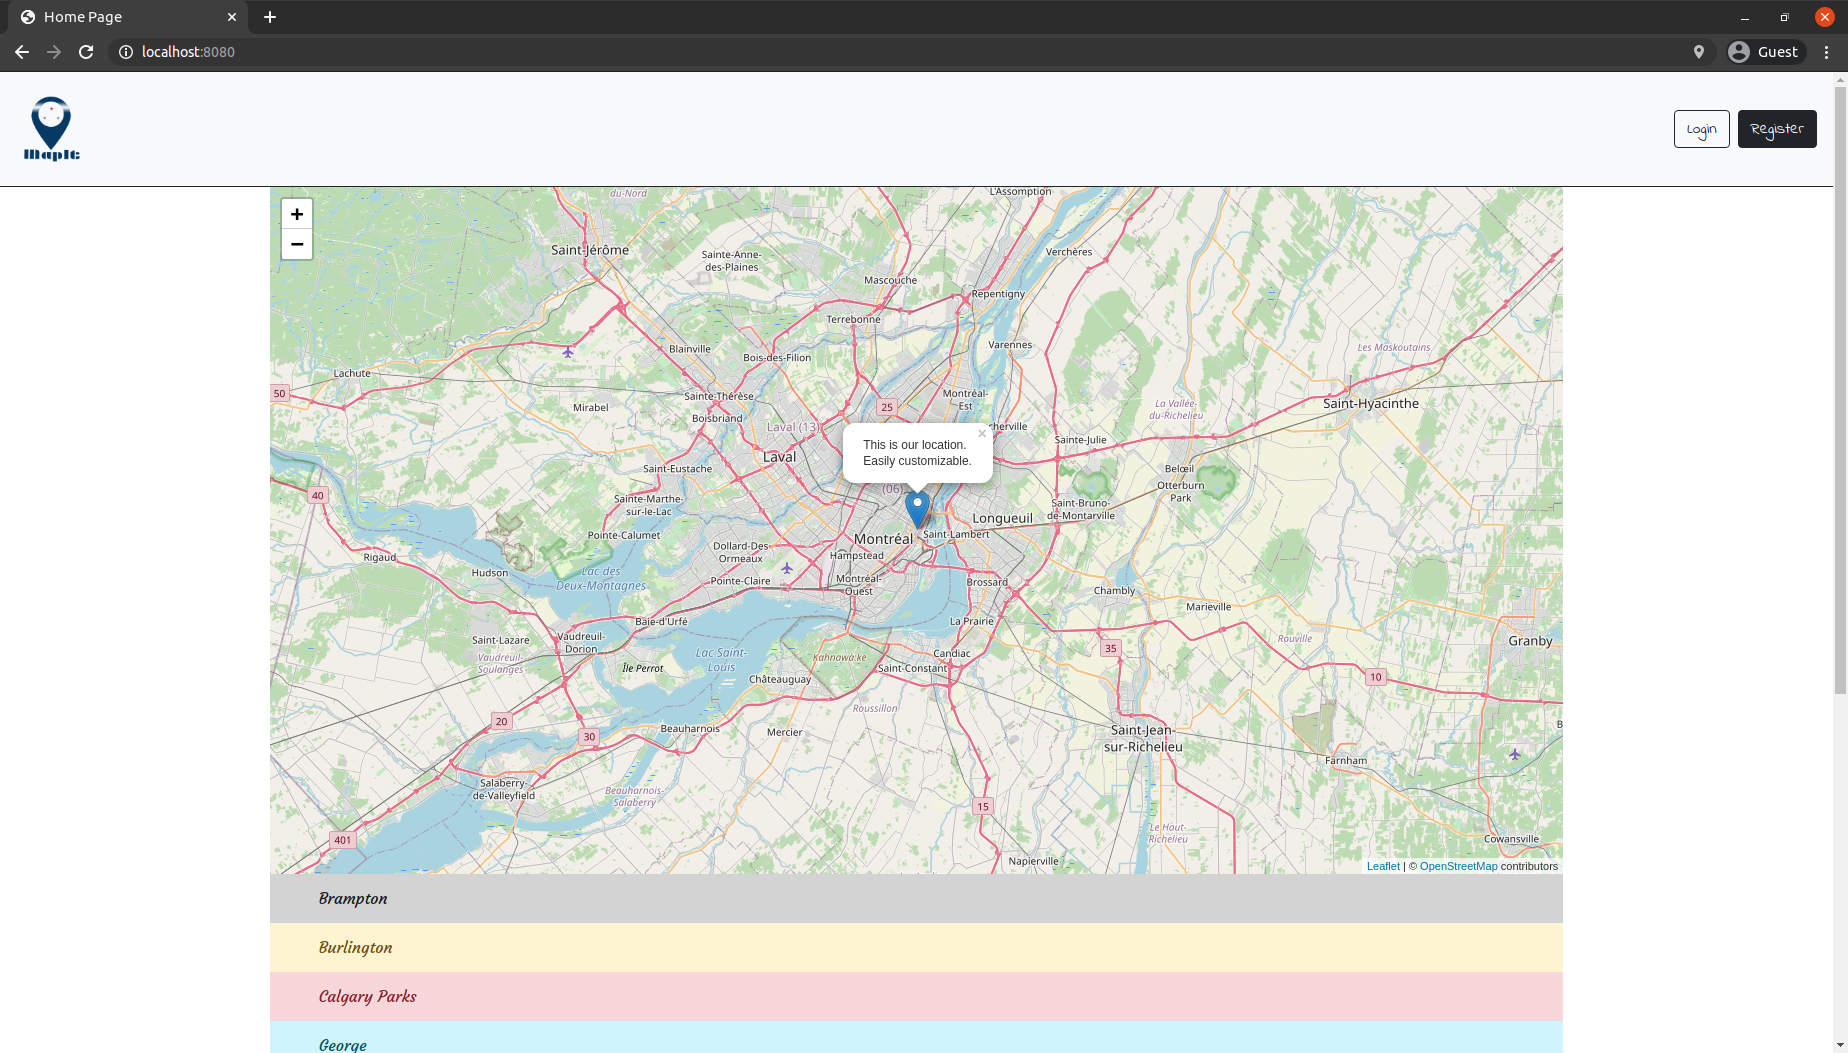 Home Page
localhost:8080
Guest
MapIt
Login
Register
+
−
du-Nord
L'Assomption
Saint-Jérôme
Sainte-Anne-
des-Plaines
Verchères
Mascouche
Repentigny
Terrebonne
Varennes
Blainville
Bois-des-Filion
Les Maskoutains
Lachute
50
Sainte-Thérèse
Montréal-
Est
Mirabel
25
La Vallée-
du-Richelieu
Saint-Hyacinthe
Boisbriand
Laval (13)
cherville
Sainte-Julie
This is our location.
Easily customizable.
×
Laval
Saint-Eustache
Belœil
Otterburn
Park
40
(06)
Sainte-Marthe-
sur-le-Lac
Saint-Bruno-
de-Montarville
Longueuil
Pointe-Calumet
Montréal
Saint-Lambert
Rigaud
Dollard-Des
Ormeaux
Hampstead
Hudson
Lac des
Deux-Montagnes
Pointe-Claire
Montréal-
Ouest
Brossard
Chambly
Marieville
Baie-d'Urfé
La Prairie
Saint-Lazare
Vaudreuil-
Dorion
Rouville
Granby
Vaudreuil-
Soulanges
Île Perrot
Lac Saint-
Louis
Kahnawá:ke
Candiac
35
Saint-Constant
Châteauguay
10
Roussillon
20
30
Beauharnois
Mercier
Saint-Jean-
sur-Richelieu
B
Farnham
Salaberry-
de-Valleyfield
Beauharnois-
Salaberry
15
401
Le Haut-
Richelieu
Cowansville
Napierville
Leaflet | © OpenStreetMap contributors
Brampton
Burlington
Calgary Parks
George